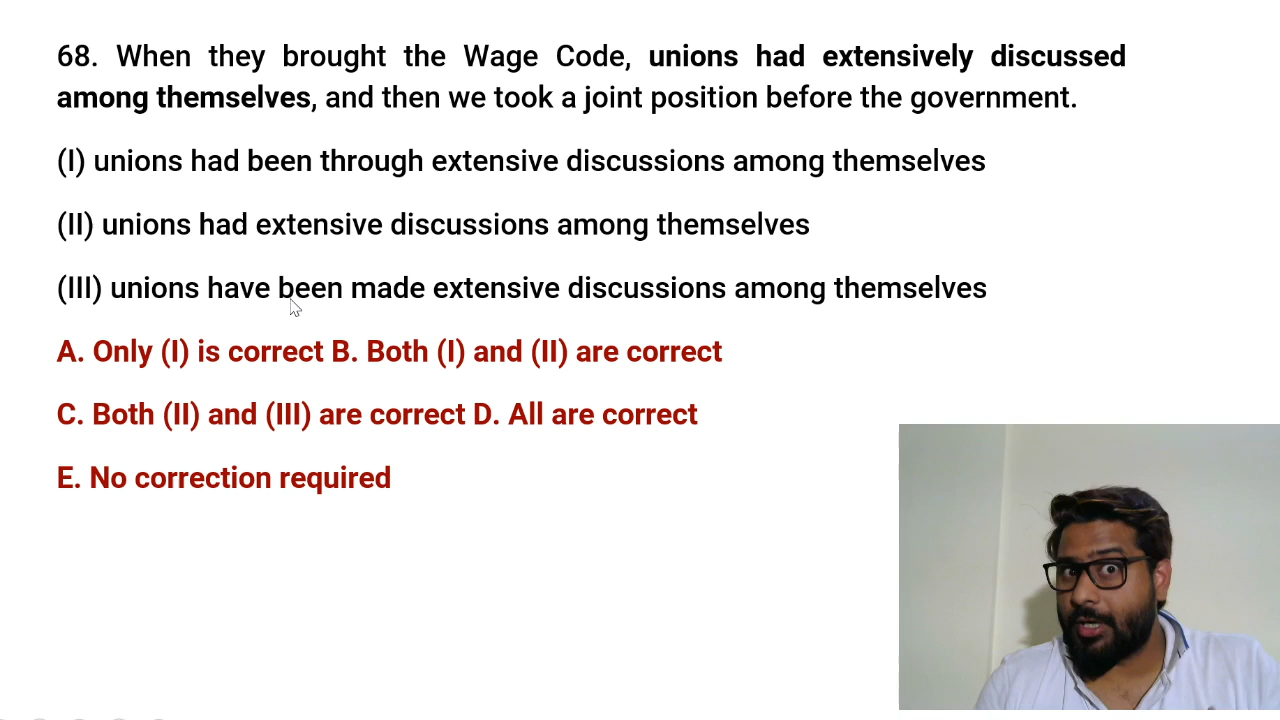 68. When they brought the Wage Code, unions had extensively discussed
among themselves, and then we took a joint position before the government.
(I) unions had been through extensive discussions among themselves
(II) unions had extensive discussions among themselves
(III) unions have been made extensive discussions among themselves
A. Only (I) is correct B. Both (I) and (II) are correct
C. Both (II) and (III) are correct D. All are correct
E. No correction required